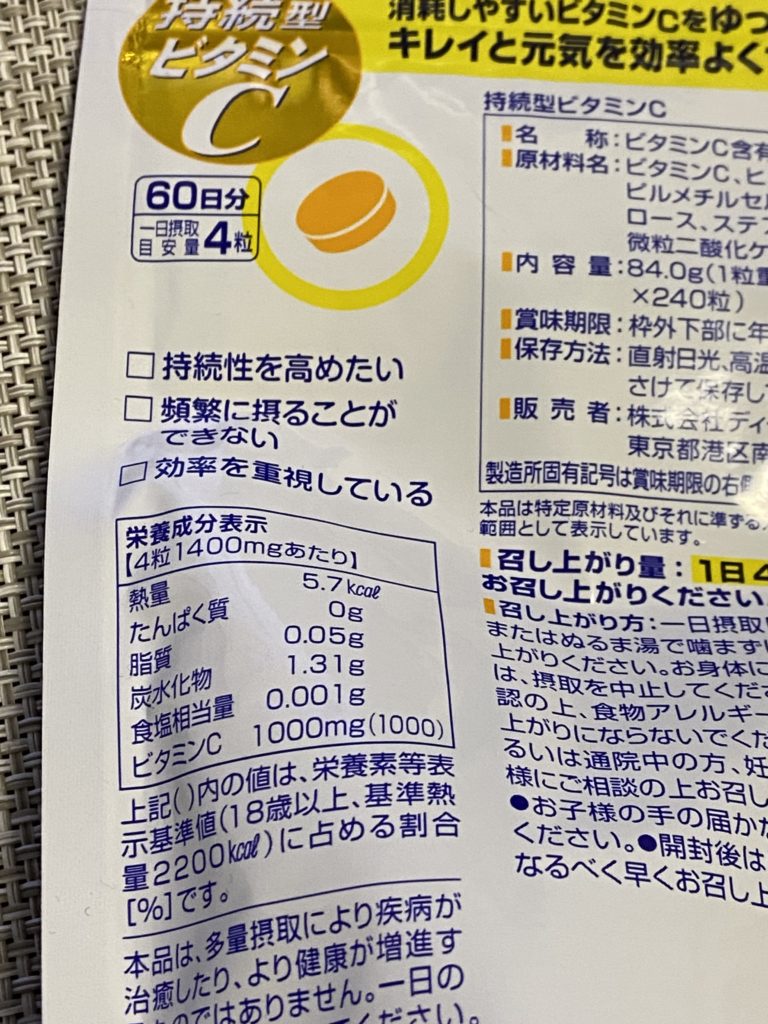 持続型
ビタミン
C
消耗しやすいビタミンCをゆっ
キレイと元気を効率よく
60日分
一日摂取
目安量 4粒
持続型ビタミンC
名 称：ビタミンC含有
原材料名：ビタミンC、ヒ
ピルメチルセル
ロース、ステア
微粒二酸化ケ
内 容 量：84.0g(1粒重
×240粒)
賞味期限：枠外下部に年
保存方法：直射日光、高温
さけて保存し
販 売 者：株式会社 ディ
東京都港区南
製造所固有記号は賞味期限の右
本品は特定原材料及びそれに準ずる
範囲として表示しています。
□ 持続性を高めたい
□ 頻繁に摂ることが
できない
□ 効率を重視している
栄養成分表示
【4粒1400mgあたり】
熱量 5.7kcal
たんぱく質 0g
脂質 0.05g
炭水化物 1.31g
食塩相当量 0.001g
ビタミンC 1000mg(1000)
上記( )内の値は、栄養素等表
示基準値(18歳以上、基準熱
量2200kcal)に占める割合
[%]です。
本品は、多量摂取により疾病が
治癒したり、より健康が増進す
ものではありません。一日の
ください。
召し上がり量：1日4
お召し上がりください
召し上がり方：一日摂取
またはぬるま湯で噛まず
上がりください。お身体に
は、摂取を中止してくだ
認の上、食物アレルギー
上がりにならないでくだ
るいは通院中の方、妊
様にご相談の上お召し
●お子様の手の届か
ください。●開封後は
なるべく早くお召し上